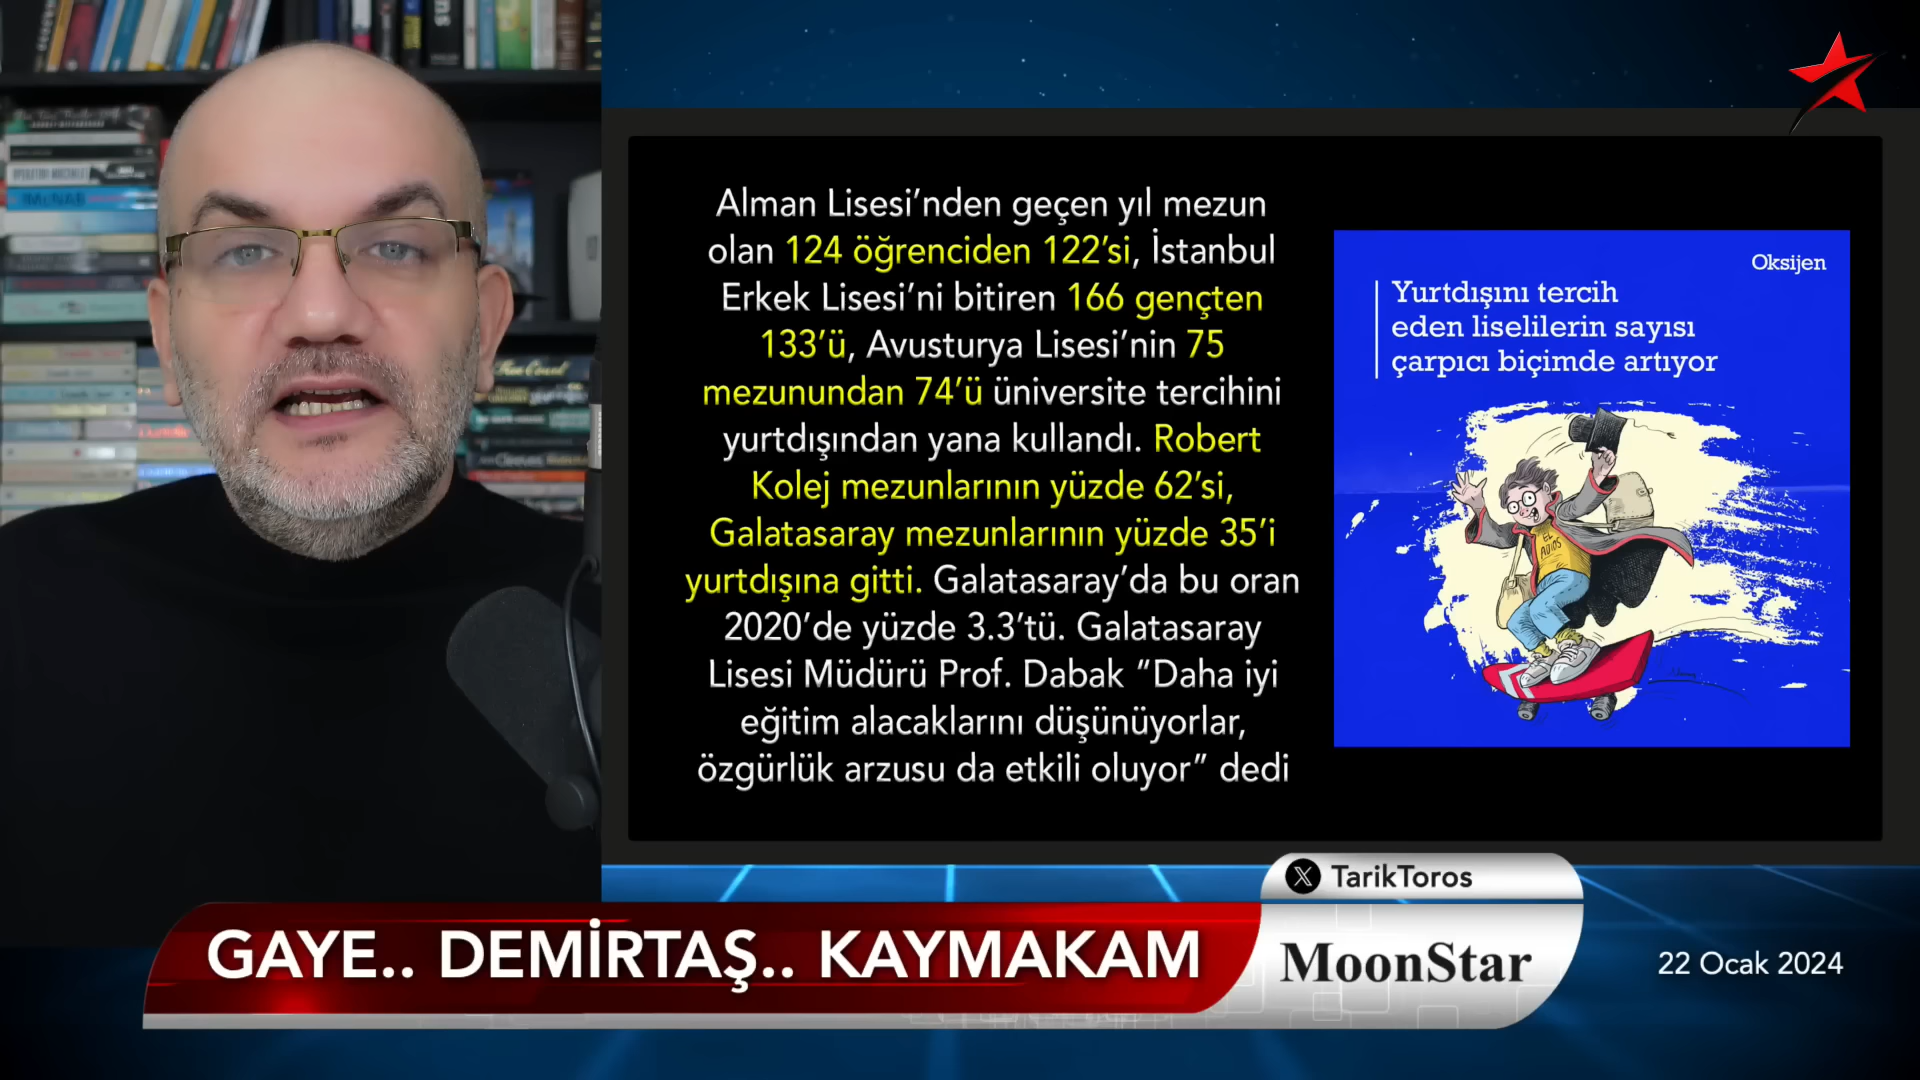 Alman Lisesi’nden geçen yıl mezun
olan 124 öğrenciden 122’si, İstanbul
Erkek Lisesi’ni bitiren 166 gençten
133’ü, Avusturya Lisesi’nin 75
mezunundan 74’ü üniversite tercihini
yurtdışından yana kullandı. Robert
Kolej mezunlarının yüzde 62’si,
Galatasaray mezunlarının yüzde 35’i
yurtdışına gitti. Galatasaray’da bu oran
2020’de yüzde 3.3’tü. Galatasaray
Lisesi Müdürü Prof. Dabak “Daha iyi
eğitim alacaklarını düşünüyorlar,
özgürlük arzusu da etkili oluyor” dedi
Oksijen
Yurtdışını tercih
eden liselilerin sayısı
çarpıcı biçimde artıyor
EL
ADIOS
X TarikToros
GAYE.. DEMİRTAŞ.. KAYMAKAM
MoonStar
22 Ocak 2024